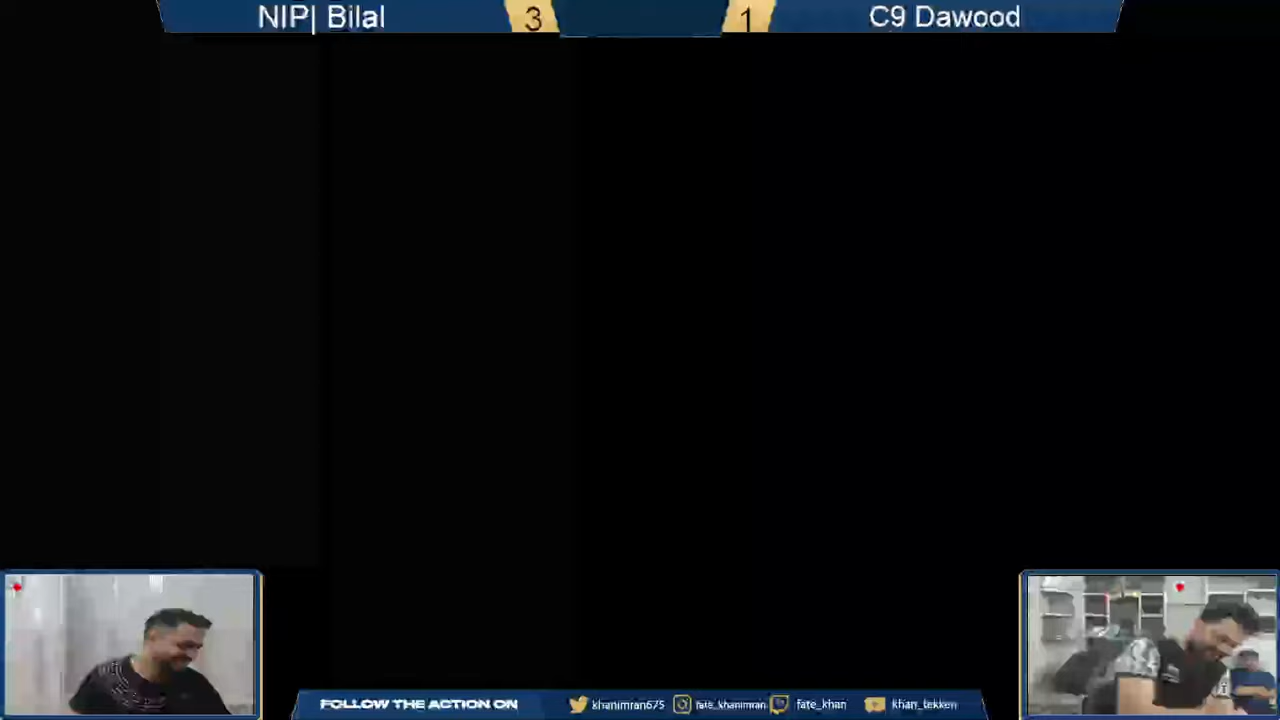 NIP| Bilal 3 1 C9 Dawood
FOLLOW THE ACTION ON khanimran675 fate_khanimran fate_khan khan_tekken